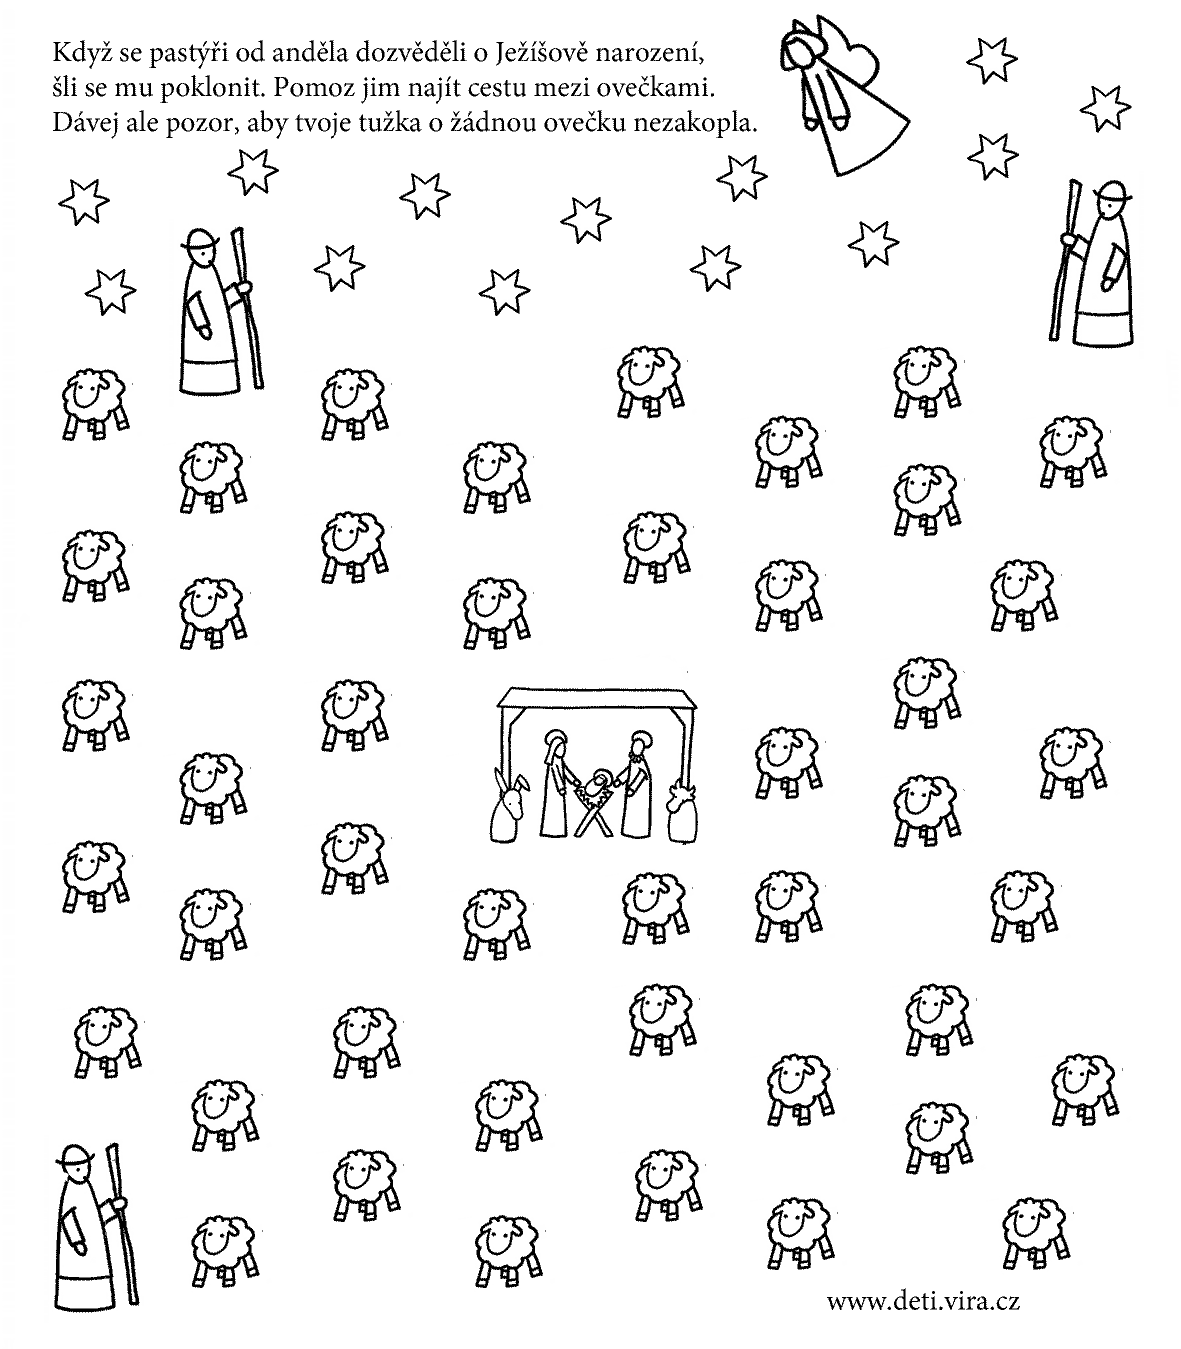 Když se pastýři od anděla dozvěděli o Ježíšově narození,
šli se mu poklonit. Pomoz jim najít cestu mezi ovečkami.
Dávej ale pozor, aby tvoje tužka o žádnou ovečku nezakopla.
www.deti.vira.cz